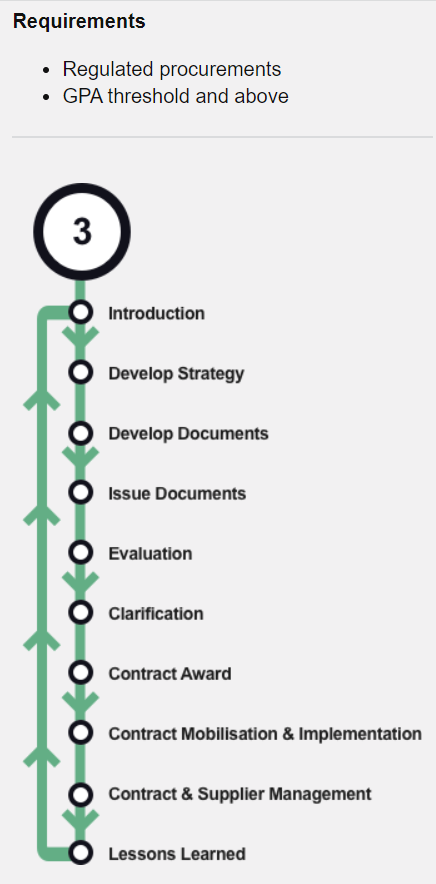 Requirements
Regulated procurements
GPA threshold and above
3
Introduction
Develop Strategy
Develop Documents
Issue Documents
Evaluation
Clarification
Contract Award
Contract Mobilisation & Implementation
Contract & Supplier Management
Lessons Learned